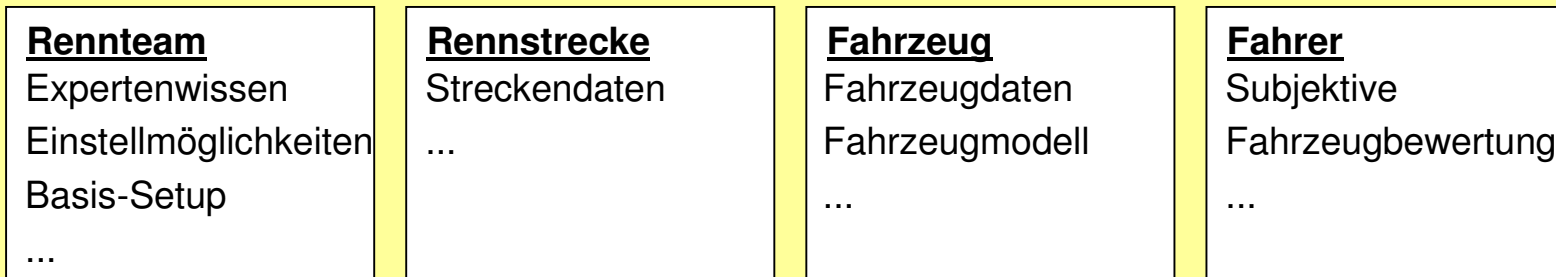 Rennteam
Expertenwissen
Einstellmöglichkeiten
Basis-Setup
...
Rennstrecke
Streckendaten
...
Fahrzeug
Fahrzeugdaten
Fahrzeugmodell
...
Fahrer
Subjektive
Fahrzeugbewertung
...